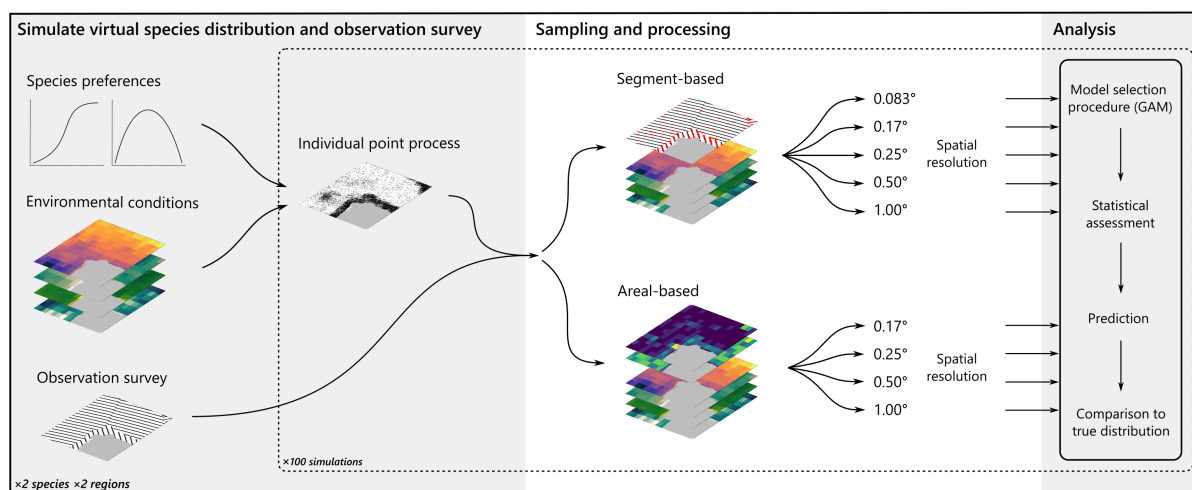 Simulate virtual species distribution and observation survey
Species preferences
Environmental conditions
Observation survey
Individual point process
×100 simulations
×2 species ×2 regions
Sampling and processing
Segment-based
0.083°
0.17°
0.25°
0.50°
1.00°
Spatial
resolution
Areal-based
0.17°
0.25°
0.50°
1.00°
Spatial
resolution
Analysis
Model selection
procedure (GAM)
Statistical
assessment
Prediction
Comparison to
true distribution